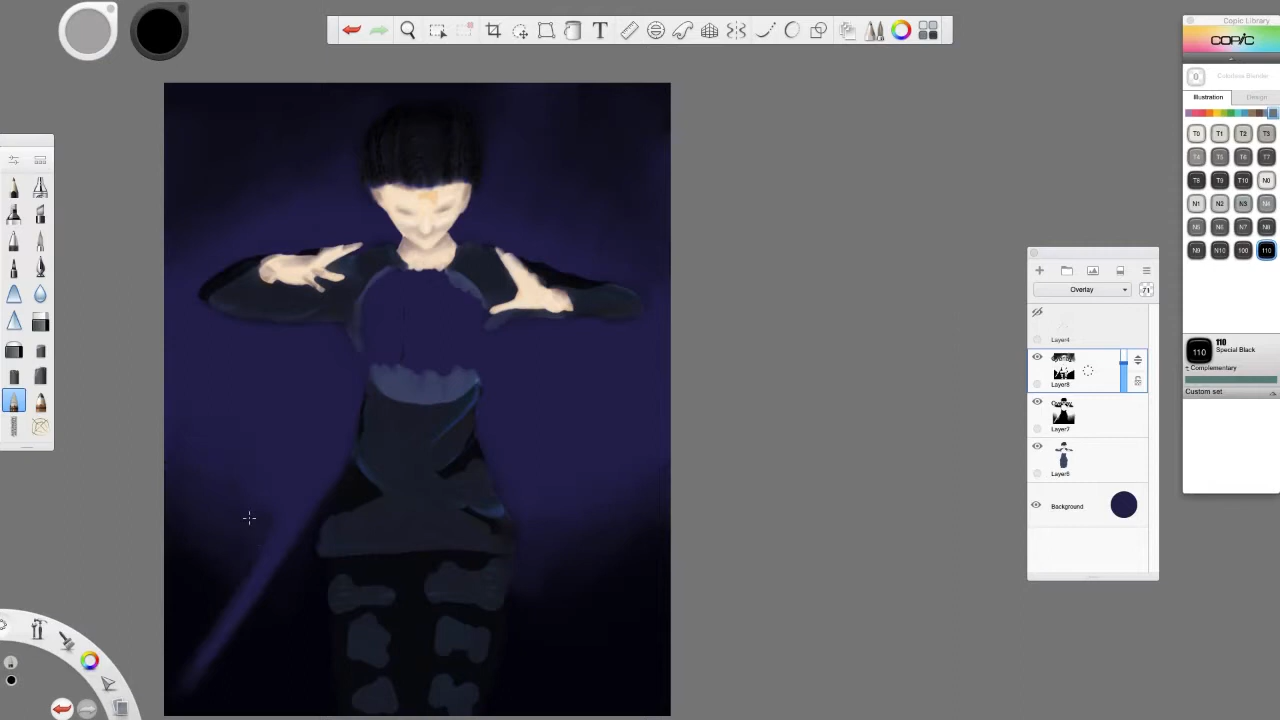 Copic Library
COPIC
0 Colorless Blender
Illustration Design
T0 T1 T2 T3
T4 T5 T6 T7
T8 T9 T10 N0
N1 N2 N3 N4
N5 N6 N7 N8
N9 N10 100 110
110 110
Special Black
Complementary
Custom set
T
Overlay
Layer4
Layer8
Layer7
Layer6
Background